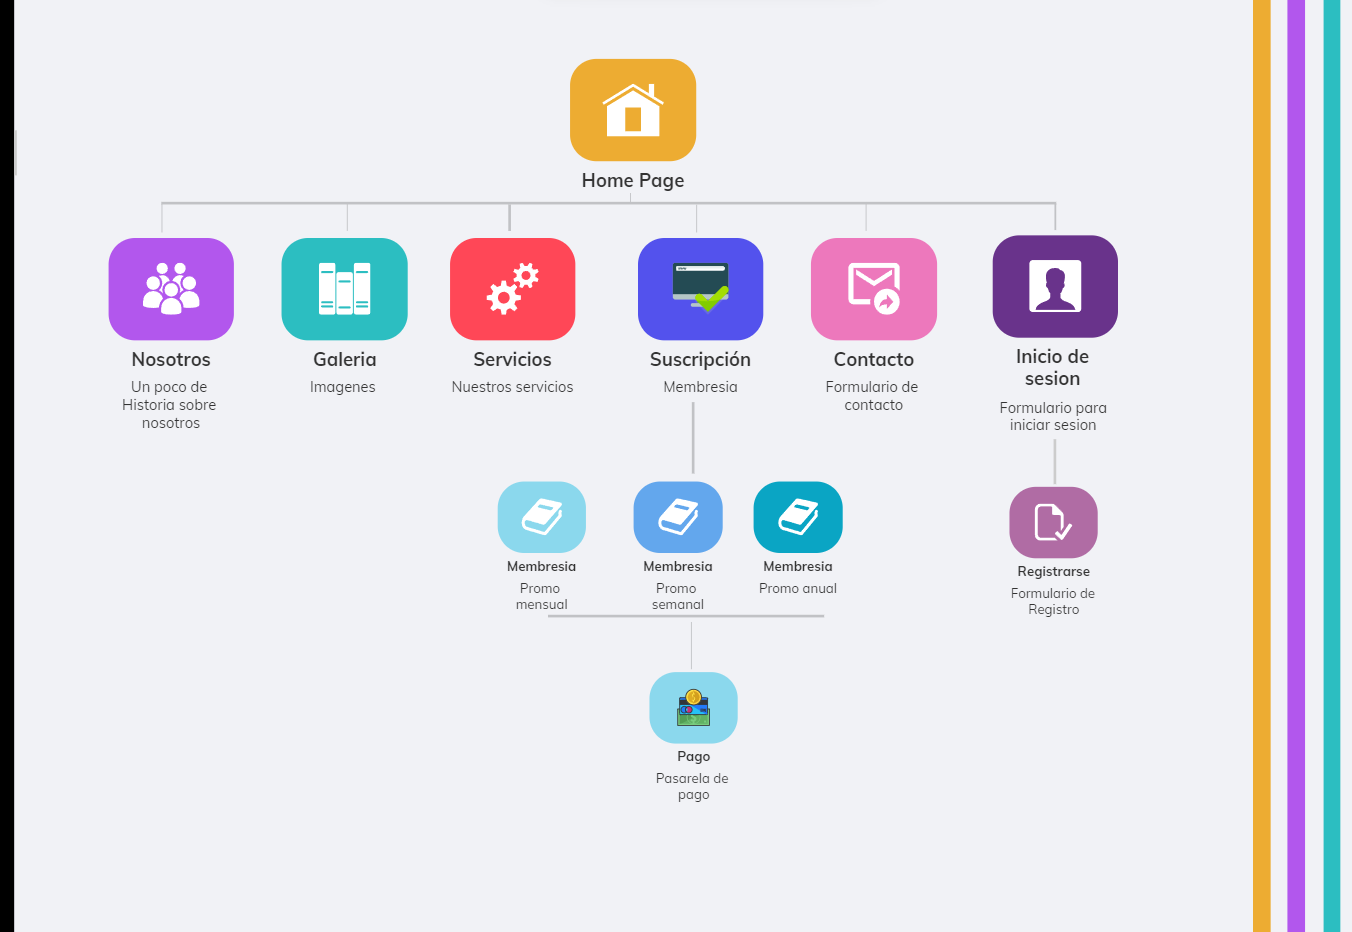 Home Page
Nosotros
Un poco de
Historia sobre
nosotros
Galeria
Imagenes
Servicios
Nuestros servicios
Suscripción
Membresia
Contacto
Formulario de
contacto
Inicio de
sesion
Formulario para
iniciar sesion
Membresia
Promo
mensual
Membresia
Promo
semanal
Membresia
Promo anual
Registrarse
Formulario de
Registro
Pago
Pasarela de
pago